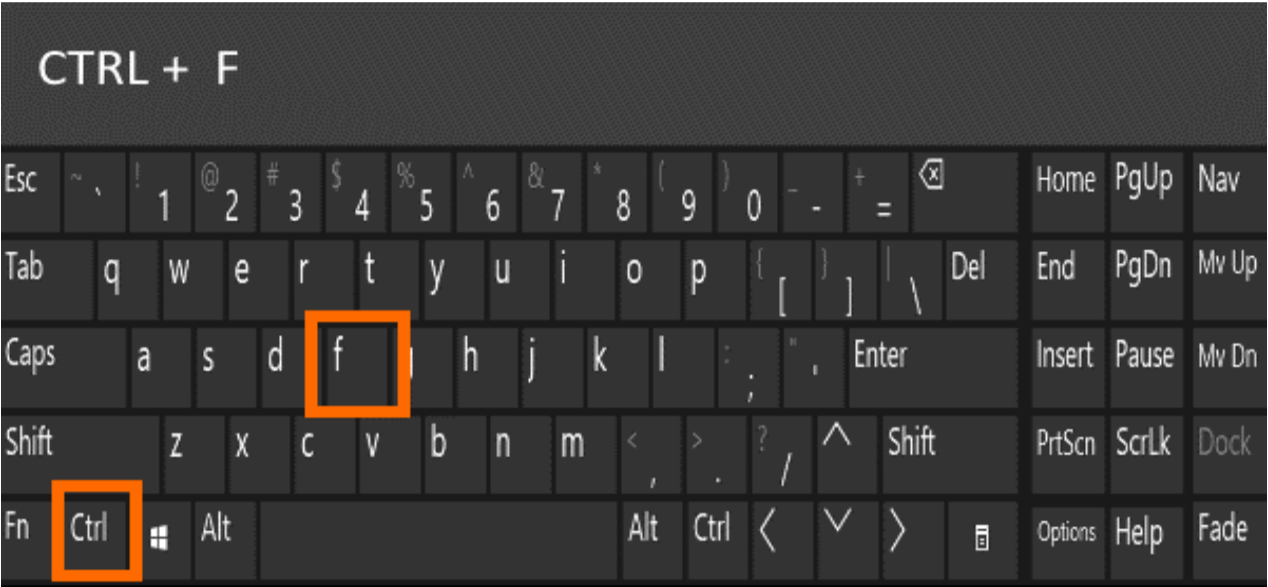 CTRL + F
Esc ~ ` ! 1 @ 2 # 3 $ 4 % 5 ^ 6 & 7 * 8 ( 9 ) 0 _ - + = Home PgUp Nav
Tab q w e r t y u i o p { [ } ] | \ Del End PgDn Mv Up
Caps a s d f h j k l : ; " ' Enter Insert Pause Mv Dn
Shift z x c v b n m < , > . ? / Shift PrtScn ScrLk Dock
Fn Ctrl Alt Alt Ctrl Options Help Fade